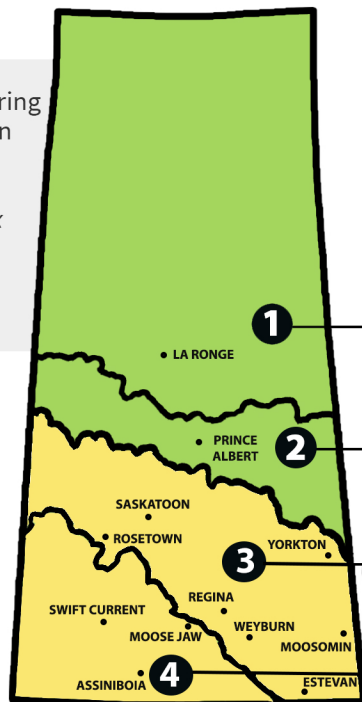 ring
n
1
LA RONGE
PRINCE
ALBERT
2
SASKATOON
ROSETOWN
YORKTON
3
REGINA
SWIFT CURRENT
WEYBURN
MOOSE JAW
MOOSOMIN
4
ASSINIBOIA
ESTEVAN